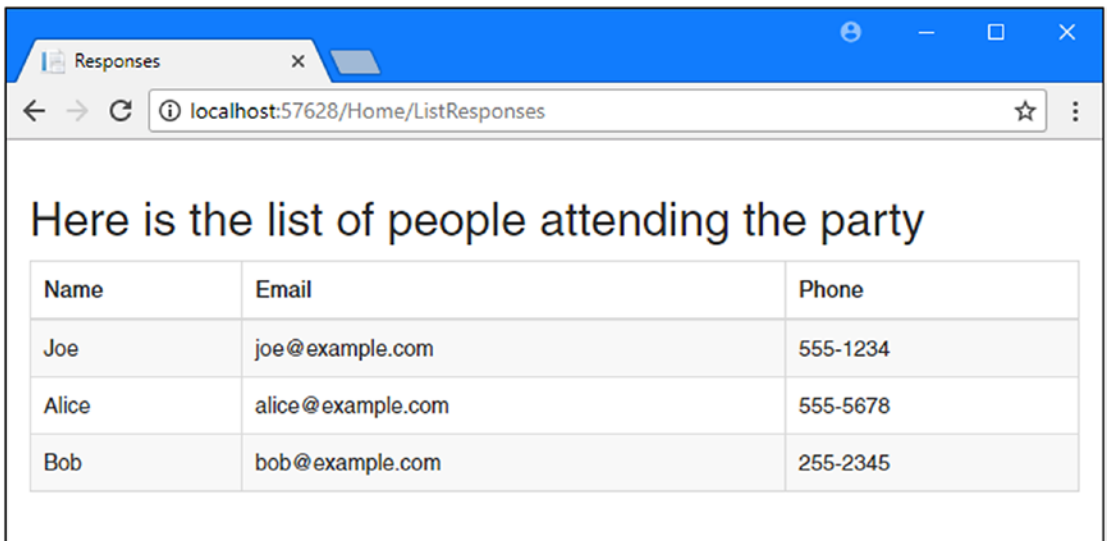 Responses
localhost:57628/Home/ListResponses
Here is the list of people attending the party
Name Email Phone
Joe joe@example.com 555-1234
Alice alice@example.com 555-5678
Bob bob@example.com 255-2345